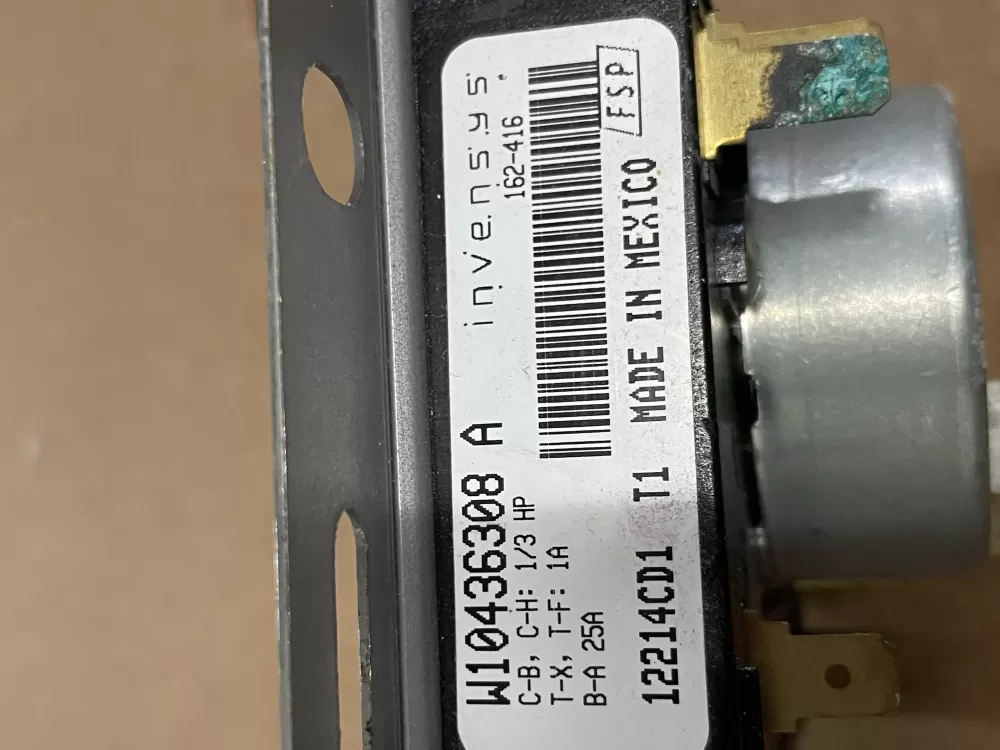 W10436308 A
invensys
C-B, C-H: 1/3 HP
162-416
T-X, T-F: 1A
B-A 25A
FSP
12214CD1 T1 MADE IN MEXICO